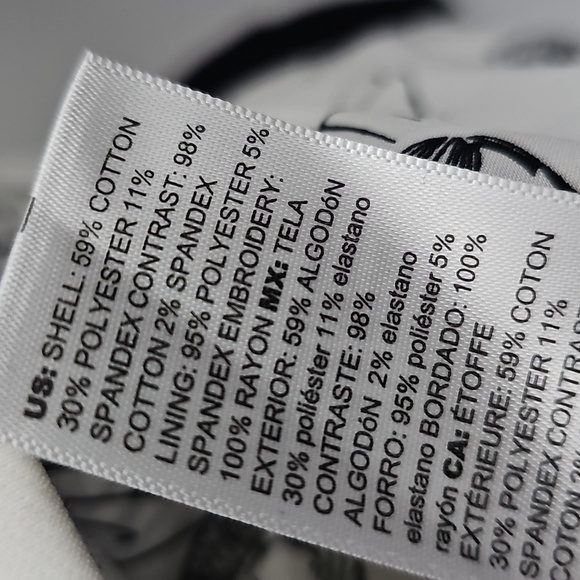 US: SHELL: 59% COTTON
30% POLYESTER 11%
SPANDEX CONTRAST: 98%
COTTON 2% SPANDEX
LINING: 95% POLYESTER 5%
SPANDEX EMBROIDERY:
100% RAYON MX: TELA
EXTERIOR: 59% ALGODóN
30% poliéster 11% elastano
CONTRASTE: 98%
ALGODóN 2% elastano
FORRO: 95% poliéster 5%
elastano BORDADO: 100%
rayón CA: ÉTOFFE
EXTÉRIEURE: 59% COTON
30% POLYESTER 11%
SPANDEX
COTON